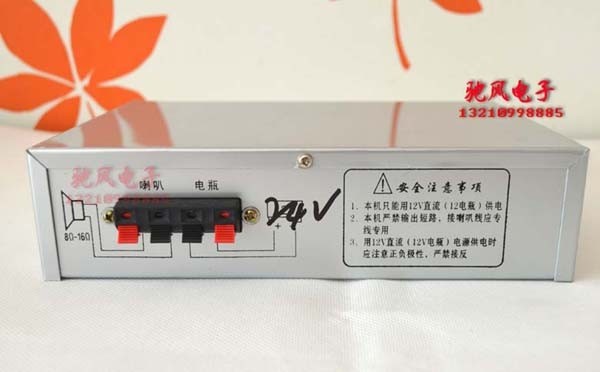 驰风电子
13210998885
驰风电子
13210998885
喇叭 电瓶
8Ω-16Ω
24V
+
安全注意事项
1. 本机只能用12V直流(12电瓶)供电
2. 本机严禁输出短路, 接喇叭线应专
线专用
3. 用12V直流(12V电瓶)电源供电时
应注意正负极性, 严禁接反